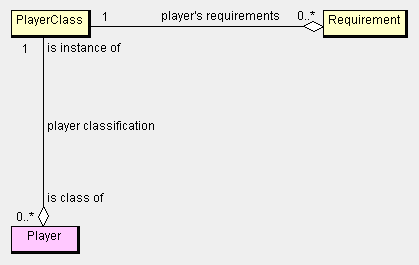 PlayerClass
1
player's requirements
0..*
Requirement
1
is instance of
player classification
is class of
0..*
Player